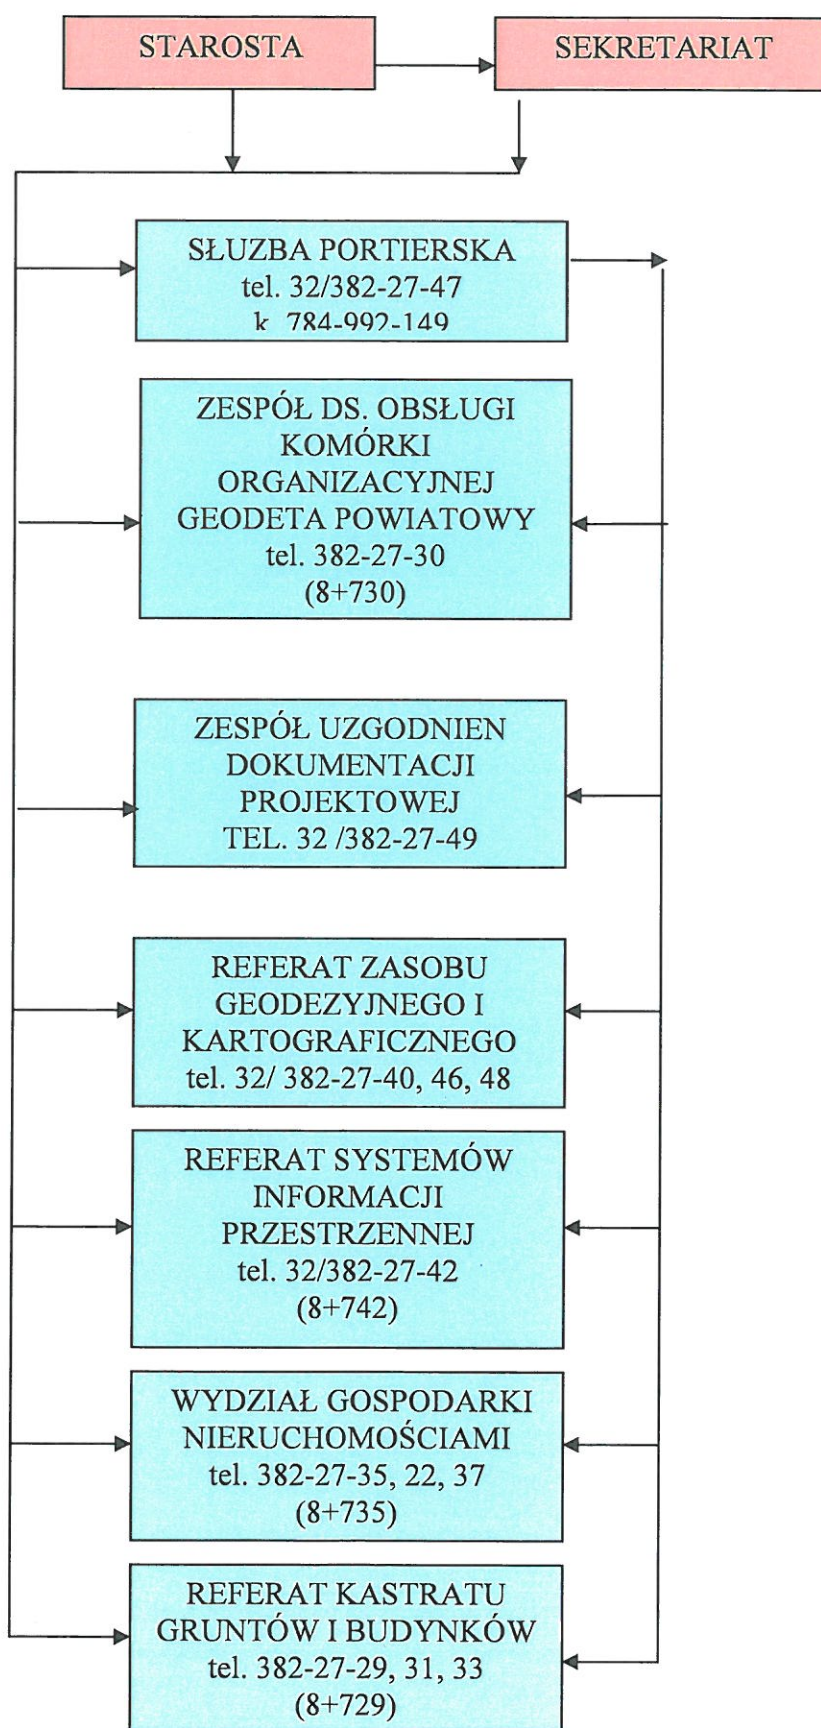 STAROSTA
SEKRETARIAT
SŁUZBA PORTIERSKA
tel. 32/382-27-47
k 784-992-149
ZESPÓŁ DS. OBSŁUGI
KOMÓRKI
ORGANIZACYJNEJ
GEODETA POWIATOWY
tel. 382-27-30
(8+730)
ZESPÓŁ UZGODNIEN
DOKUMENTACJI
PROJEKTOWEJ
TEL. 32 /382-27-49
REFERAT ZASOBU
GEODEZYJNEGO I
KARTOGRAFICZNEGO
tel. 32/ 382-27-40, 46, 48
REFERAT SYSTEMÓW
INFORMACJI
PRZESTRZENNEJ
tel. 32/382-27-42
(8+742)
WYDZIAŁ GOSPODARKI
NIERUCHOMOŚCIAMI
tel. 382-27-35, 22, 37
(8+735)
REFERAT KASTRATU
GRUNTÓW I BUDYNKÓW
tel. 382-27-29, 31, 33
(8+729)